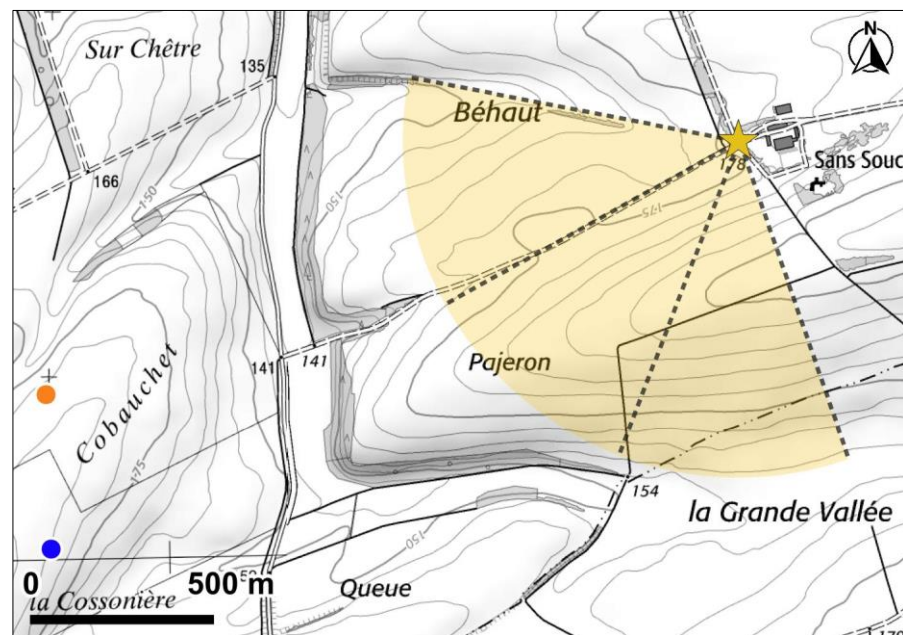 Sur Chêtre
135
N
Béhaut
178
Sans Souc
166
150
150
175
141
141
Pajeron
Cobauchet
175
154
la Grande Vallée
150
0 500 m
Queue
la Cossonière